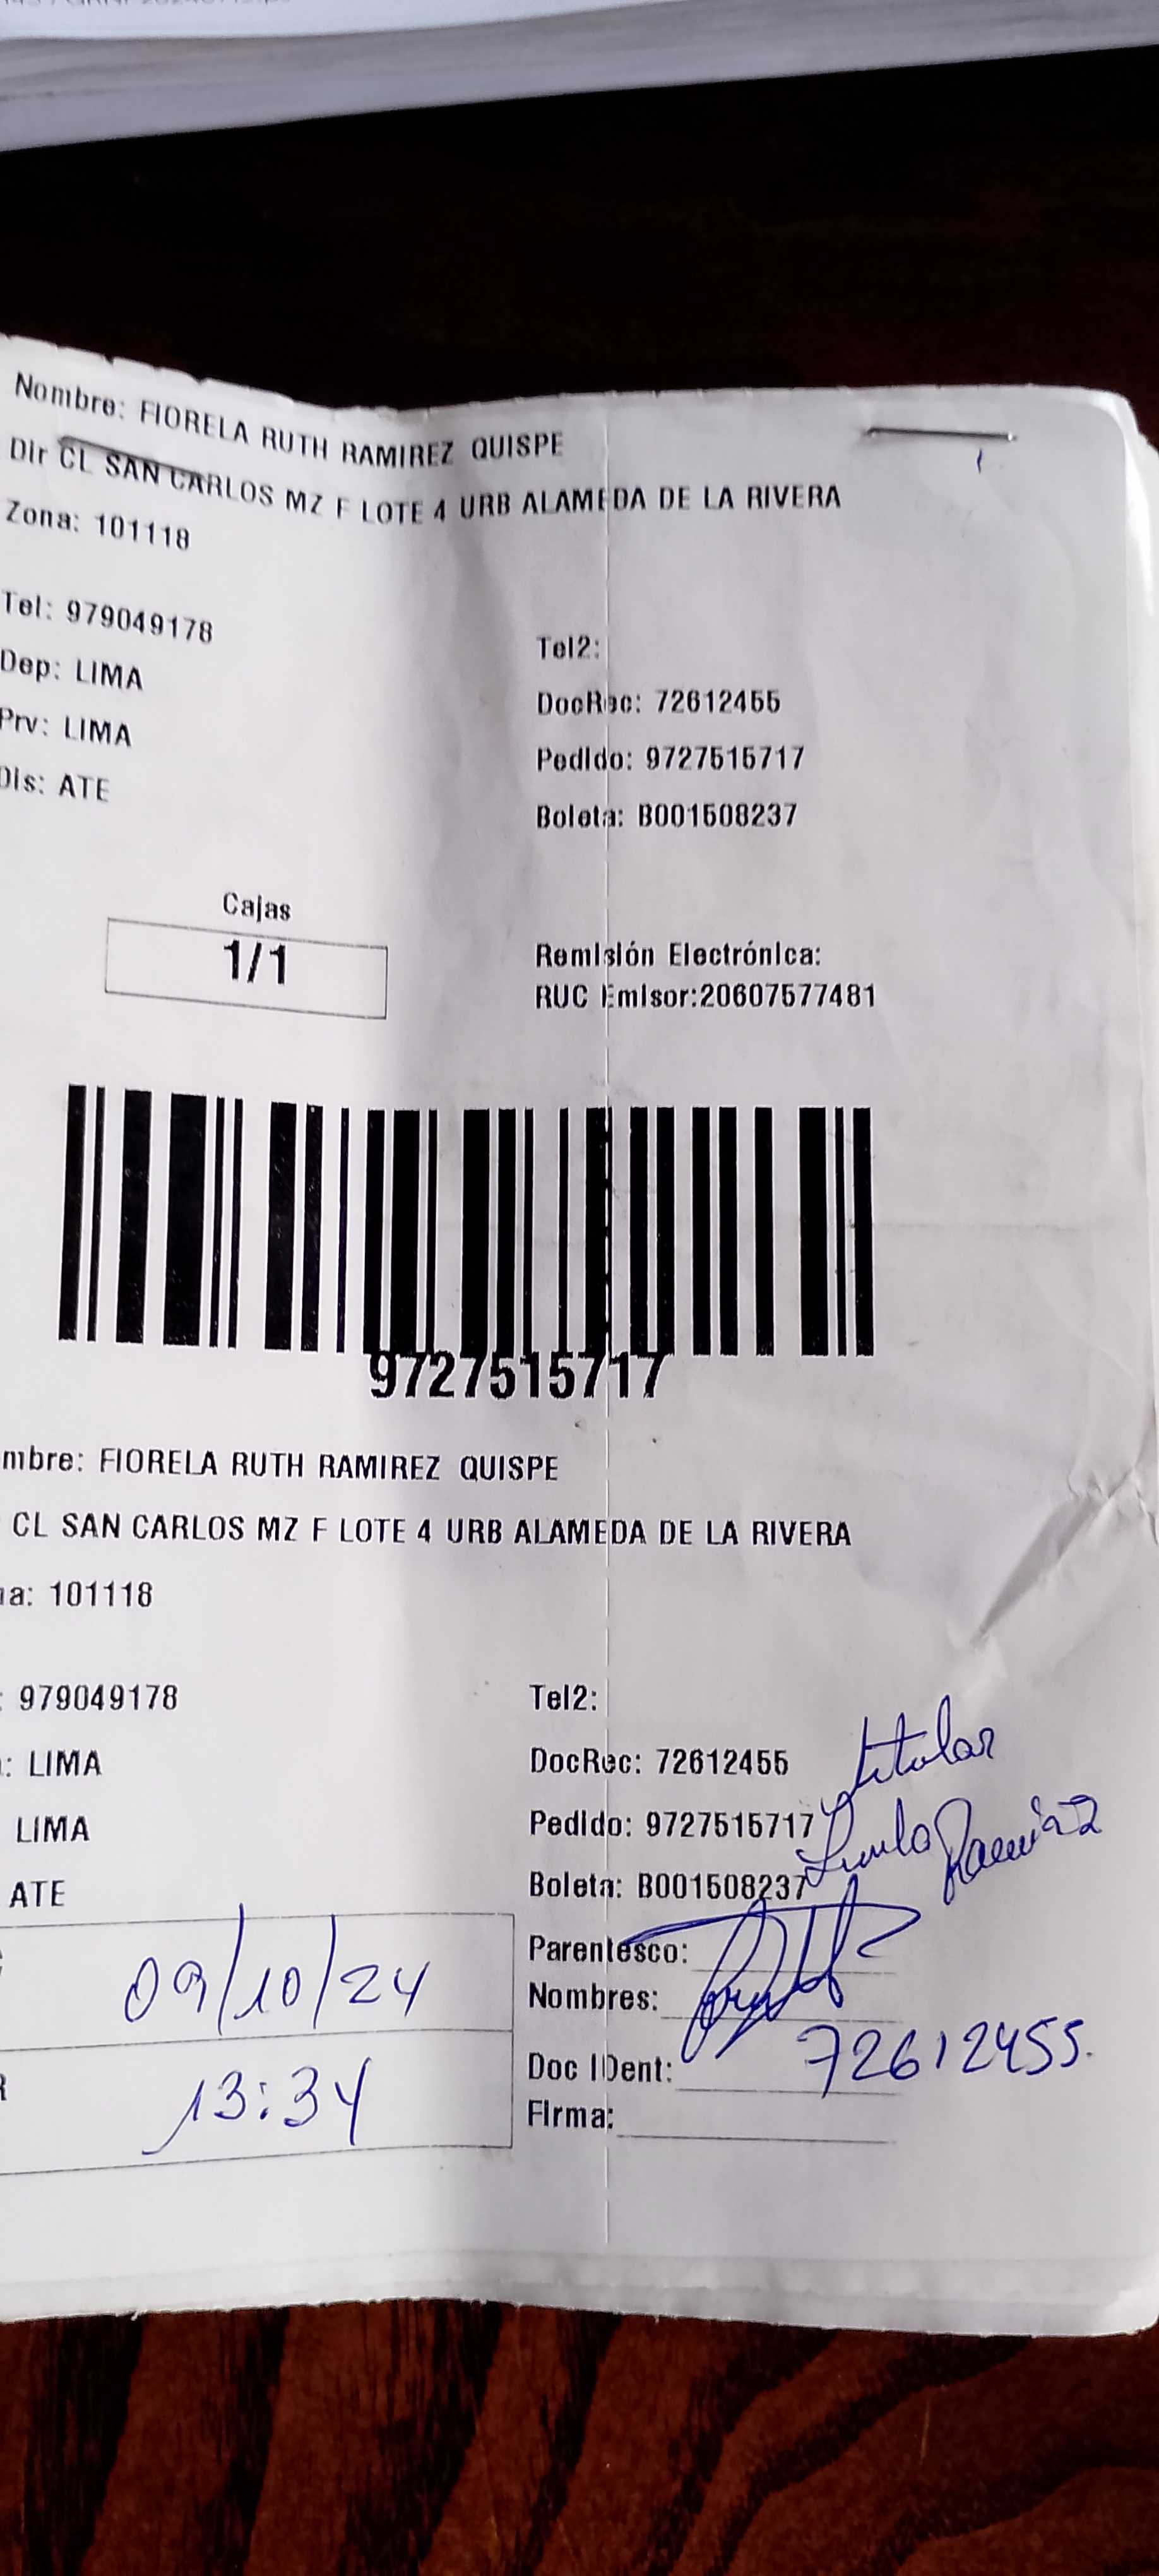 Nombre: FIORELA RUTH RAMIREZ QUISPE
Dir CL SAN CARLOS MZ F LOTE 4 URB ALAMEDA DE LA RIVERA
Zona: 101118
Tel: 979049178
Tel2:
Dep: LIMA
DocRec: 72612455
Prv: LIMA
Pedido: 9727515717
Dis: ATE
Boleta: B001508237
Cajas
1/1
Remisión Electrónica:
RUC Emisor:20607577481
9727515717
mbre: FIORELA RUTH RAMIREZ QUISPE
CL SAN CARLOS MZ F LOTE 4 URB ALAMEDA DE LA RIVERA
na: 101118
: 979049178
Tel2:
: LIMA
DocRec: 72612455
titular
LIMA
Pedido: 9727515717
Ramirez
ATE
Boleta: B001508237
09/10/24
Parentesco:
Nombres:
13:34
Doc IDent:
72612455.
Firma: